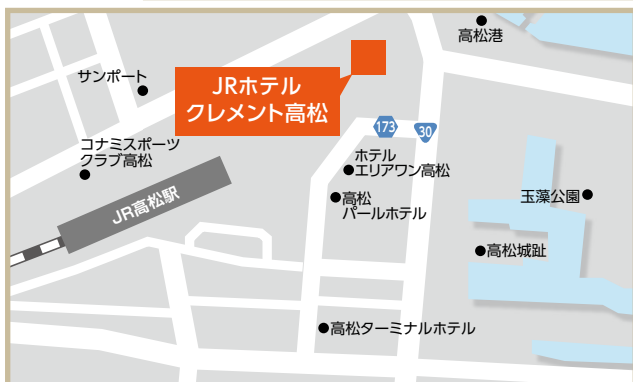 高松港
サンポート
JRホテル
クレメント高松
173
30
コナミスポーツ
クラブ高松
ホテル
エリアワン高松
JR高松駅
高松
パールホテル
玉藻公園
高松城趾
高松ターミナルホテル